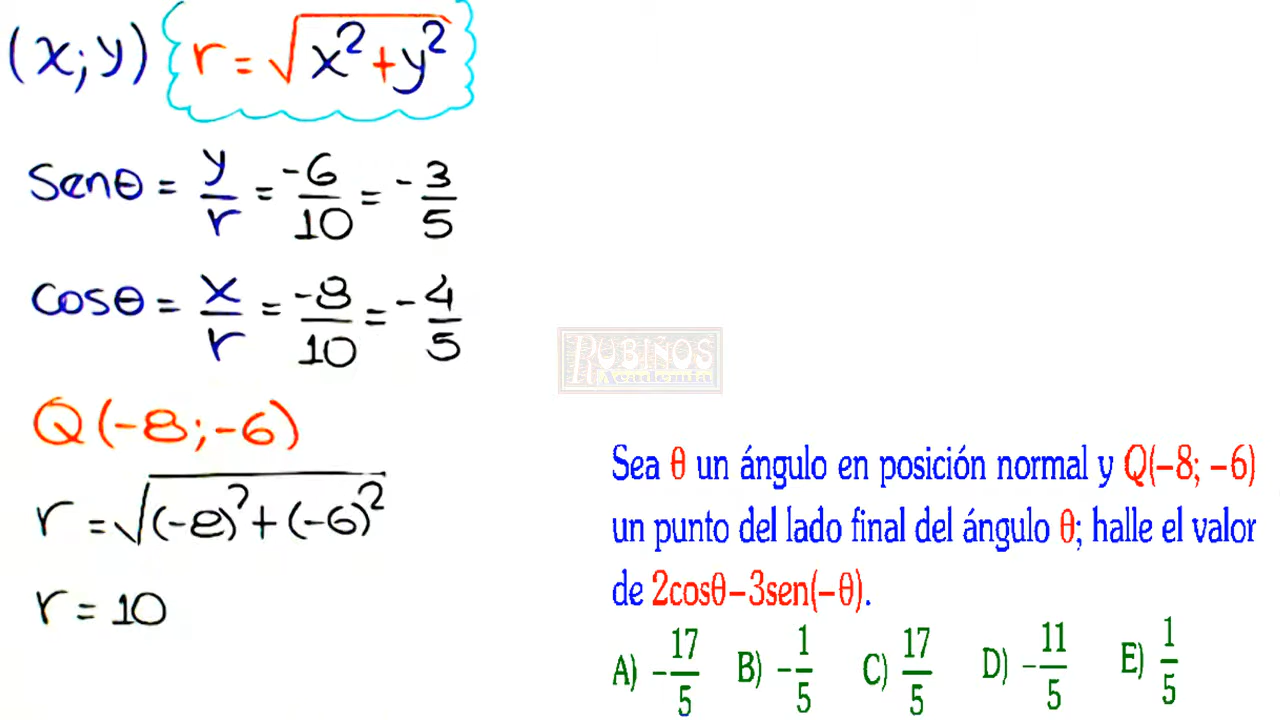 (x;y) r = √x²+y²
Senθ = y/r = -6/10 = -3/5
cosθ = x/r = -8/10 = -4/5
Q(-8;-6)
r = √(-8)²+(-6)²
r = 10
RUBIÑOS
Academia
Sea θ un ángulo en posición normal y Q(-8; -6)
un punto del lado final del ángulo θ; halle el valor
de 2cosθ-3sen(-θ).
A) -17/5 B) -1/5 C) 17/5 D) -11/5 E) 1/5